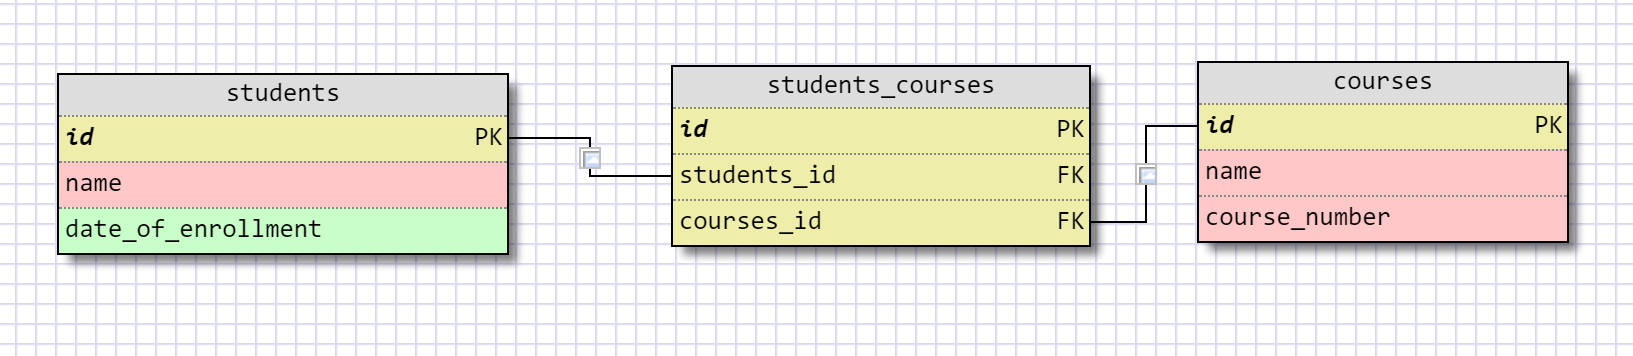 students
id PK
name
date_of_enrollment
students_courses
id PK
students_id FK
courses_id FK
courses
id PK
name
course_number